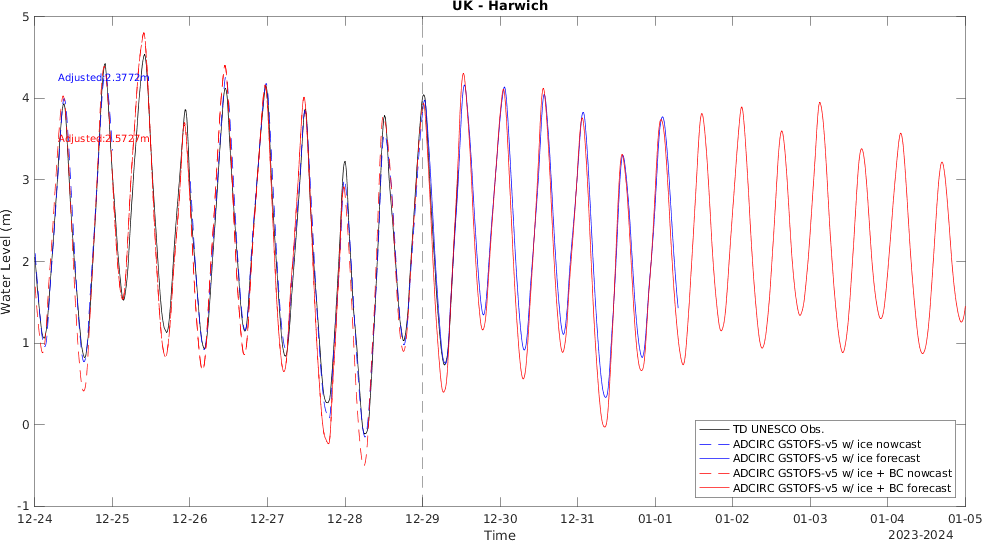 UK - Harwich
5
4
3
2
1
0
-1
Water Level (m)
Adjusted:2.3772m
Adjusted:2.5727m
TD UNESCO Obs.
ADCIRC GSTOFS-v5 w/ ice nowcast
ADCIRC GSTOFS-v5 w/ ice forecast
ADCIRC GSTOFS-v5 w/ ice + BC nowcast
ADCIRC GSTOFS-v5 w/ ice + BC forecast
12-24 12-25 12-26 12-27 12-28 12-29 12-30 12-31 01-01 01-02 01-03 01-04 01-05
Time
2023-2024